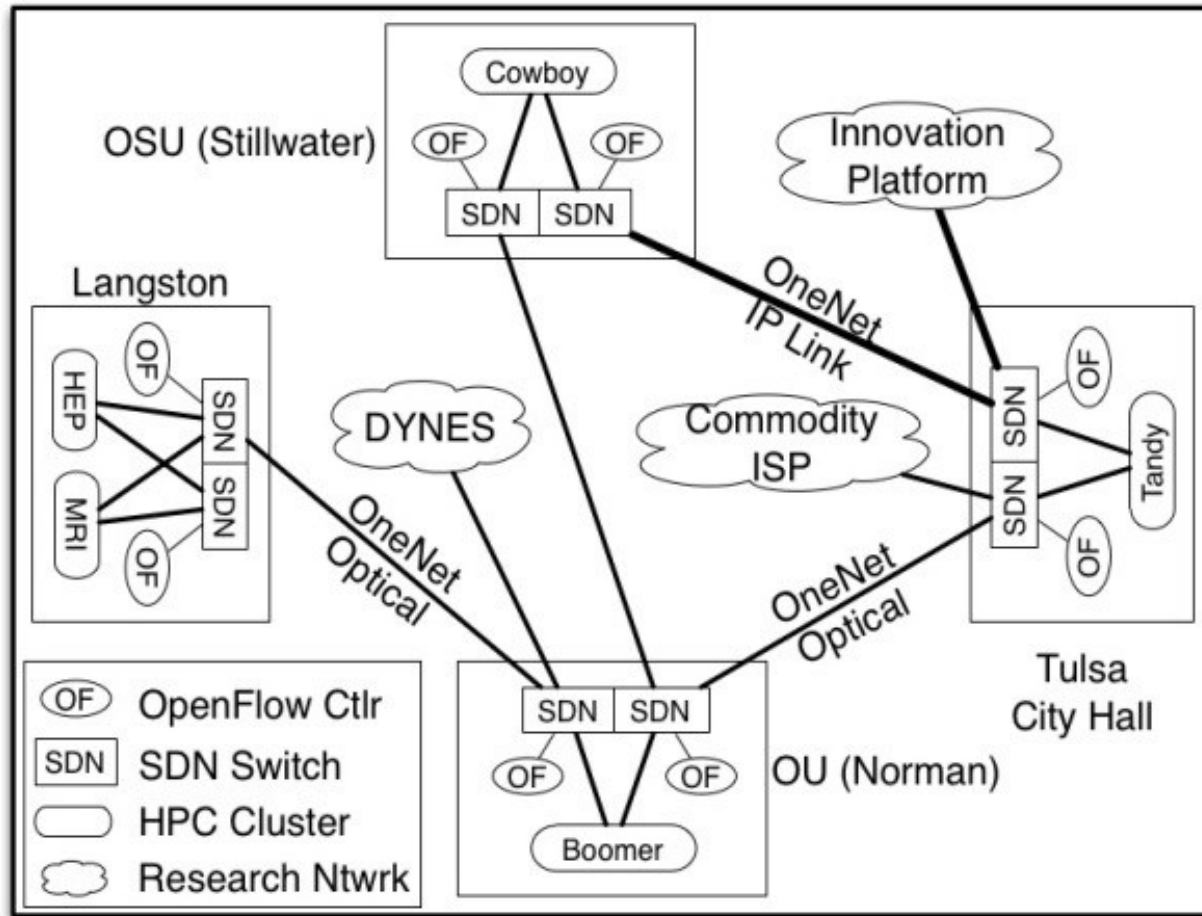 Cowboy
OSU (Stillwater)
OF
OF
SDN
SDN
Innovation
Platform
OneNet
IP Link
Langston
HEP
MRI
OF
OF
SDN
SDN
DYNES
OneNet
Optical
Commodity
ISP
OneNet
Optical
SDN
SDN
OF
OF
Tandy
Tulsa
City Hall
SDN
SDN
OF
OF
OU (Norman)
Boomer
OF
OpenFlow Ctlr
SDN
SDN Switch
HPC Cluster
Research Ntwrk